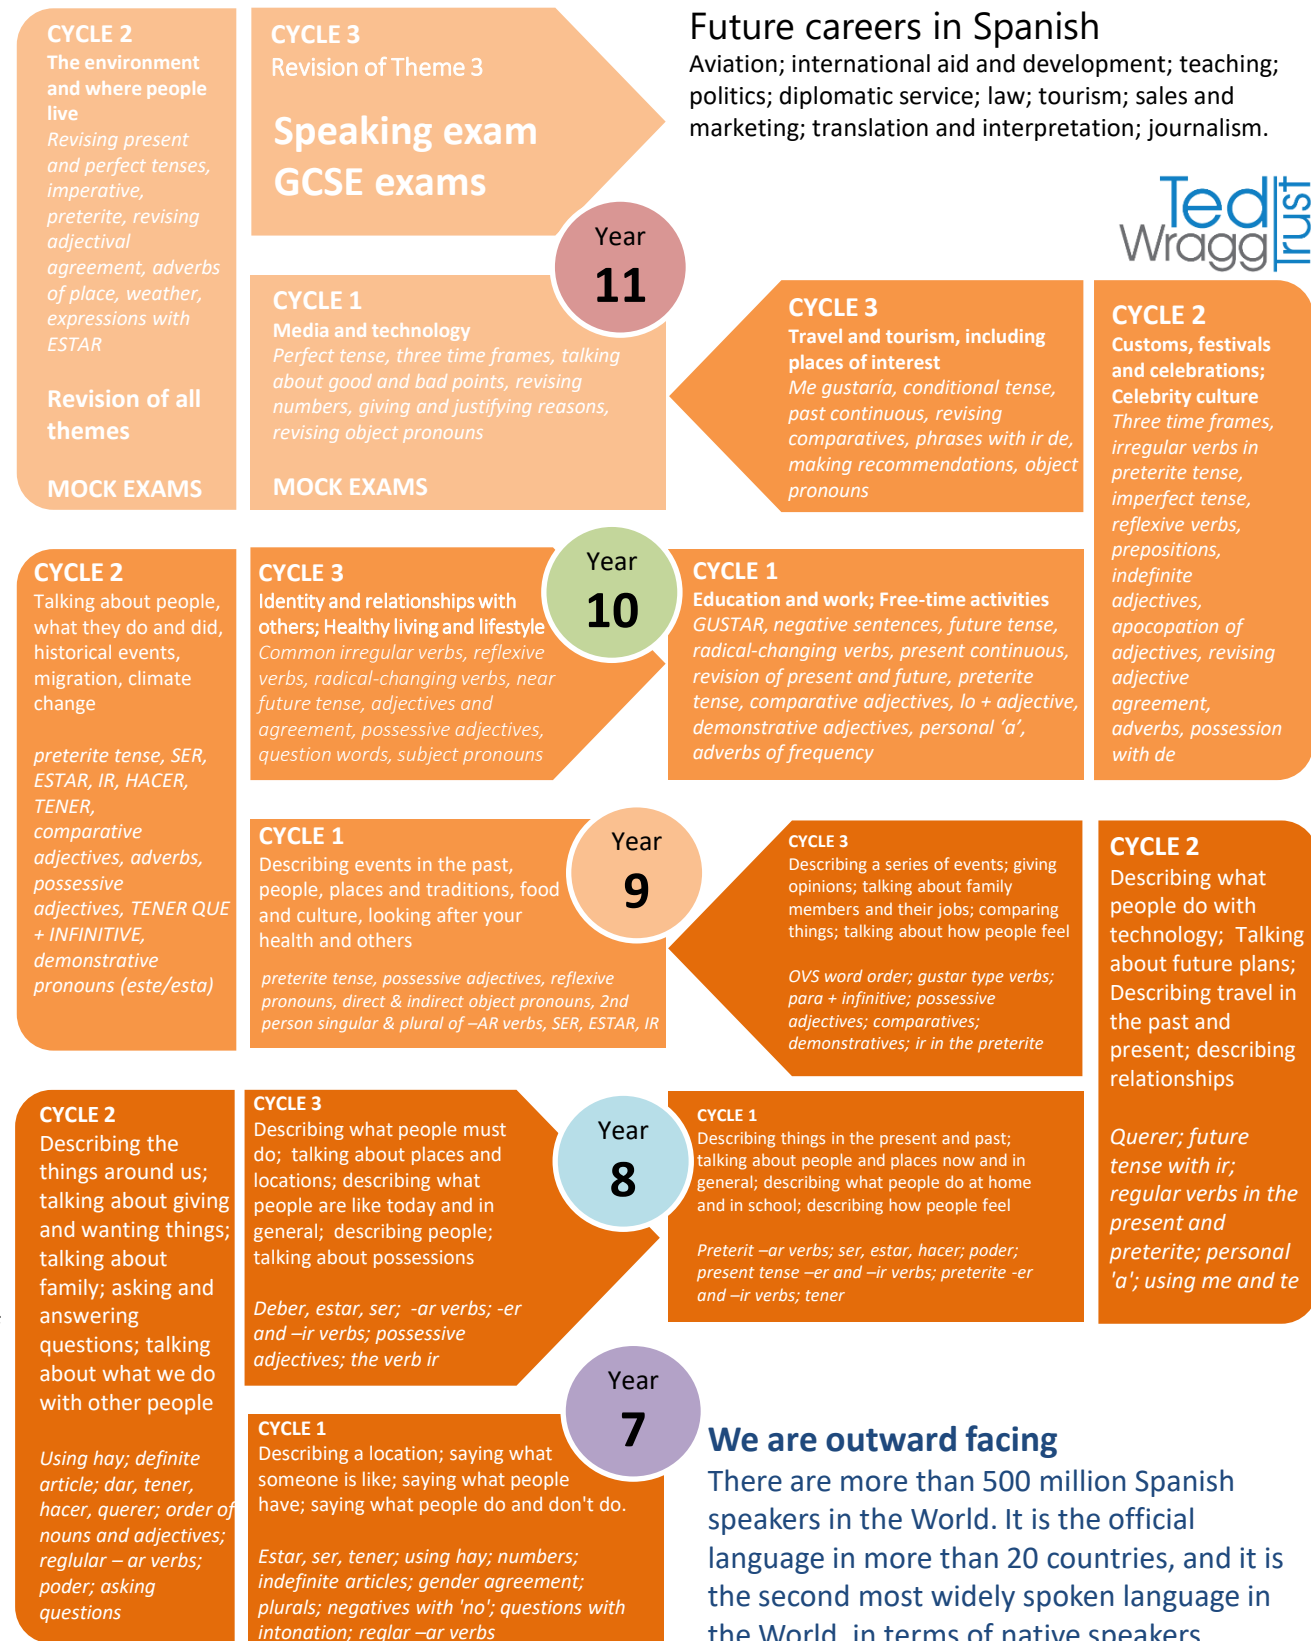 CYCLE 2
The environment
and where people
live
Revising present
and perfect tenses,
imperative,
preterite, revising
adjectival
agreement, adverbs
of place, weather,
expressions with
ESTAR
Revision of all
themes
MOCK EXAMS
CYCLE 3
Revision of Theme 3
Speaking exam
GCSE exams
Future careers in Spanish
Aviation; international aid and development; teaching;
politics; diplomatic service; law; tourism; sales and
marketing; translation and interpretation; journalism.
Ted
Wragg
Trust
Year
11
CYCLE 1
Media and technology
Perfect tense, three time frames, talking
about good and bad points, revising
numbers, giving and justifying reasons,
revising object pronouns
MOCK EXAMS
CYCLE 3
Travel and tourism, including
places of interest
Me gustaría, conditional tense,
past continuous, revising
comparatives, phrases with ir de,
making recommendations, object
pronouns
CYCLE 2
Customs, festivals
and celebrations;
Celebrity culture
Three time frames,
irregular verbs in
preterite tense,
imperfect tense,
reflexive verbs,
prepositions,
indefinite
adjectives,
apocopation of
adjectives, revising
adjective
agreement,
adverbs, possession
with de
CYCLE 2
Talking about people,
what they do and did,
historical events,
migration, climate
change
preterite tense, SER,
ESTAR, IR, HACER,
TENER,
comparative
adjectives, adverbs,
possessive
adjectives, TENER QUE
+ INFINITIVE,
demonstrative
pronouns (este/esta)
CYCLE 3
Identity and relationships with
others; Healthy living and lifestyle
Common irregular verbs, reflexive
verbs, radical-changing verbs, near
future tense, adjectives and
agreement, possessive adjectives,
question words, subject pronouns
Year
10
CYCLE 1
Education and work; Free-time activities
GUSTAR, negative sentences, future tense,
radical-changing verbs, present continuous,
revision of present and future, preterite
tense, comparative adjectives, lo + adjective,
demonstrative adjectives, personal ‘a’,
adverbs of frequency
CYCLE 1
Describing events in the past,
people, places and traditions, food
and culture, looking after your
health and others
preterite tense, possessive adjectives, reflexive
pronouns, direct & indirect object pronouns, 2nd
person singular & plural of –AR verbs, SER, ESTAR, IR
Year
9
CYCLE 3
Describing a series of events; giving
opinions; talking about family
members and their jobs; comparing
things; talking about how people feel
OVS word order; gustar type verbs;
para + infinitive; possessive
adjectives; comparatives;
demonstratives; ir in the preterite
CYCLE 2
Describing what
people do with
technology; Talking
about future plans;
Describing travel in
the past and
present; describing
relationships
Querer; future
tense with ir;
regular verbs in the
present and
preterite; personal
'a'; using me and te
CYCLE 2
Describing the
things around us;
talking about giving
and wanting things;
talking about
family; asking and
answering
questions; talking
about what we do
with other people
Using hay; definite
article; dar, tener,
hacer, querer; order of
nouns and adjectives;
reglular – ar verbs;
poder; asking
questions
CYCLE 3
Describing what people must
do; talking about places and
locations; describing what
people are like today and in
general; describing people;
talking about possessions
Deber, estar, ser; -ar verbs; -er
and –ir verbs; possessive
adjectives; the verb ir
Year
8
CYCLE 1
Describing things in the present and past;
talking about people and places now and in
general; describing what people do at home
and in school; describing how people feel
Preterit –ar verbs; ser, estar, hacer; poder;
present tense –er and –ir verbs; preterite -er
and –ir verbs; tener
Year
7
CYCLE 1
Describing a location; saying what
someone is like; saying what people
have; saying what people do and don't do.
Estar, ser, tener; using hay; numbers;
indefinite articles; gender agreement;
plurals; negatives with 'no'; questions with
intonation; reglar –ar verbs
We are outward facing
There are more than 500 million Spanish
speakers in the World. It is the official
language in more than 20 countries, and it is
the second most widely spoken language in
the World, in terms of native speakers